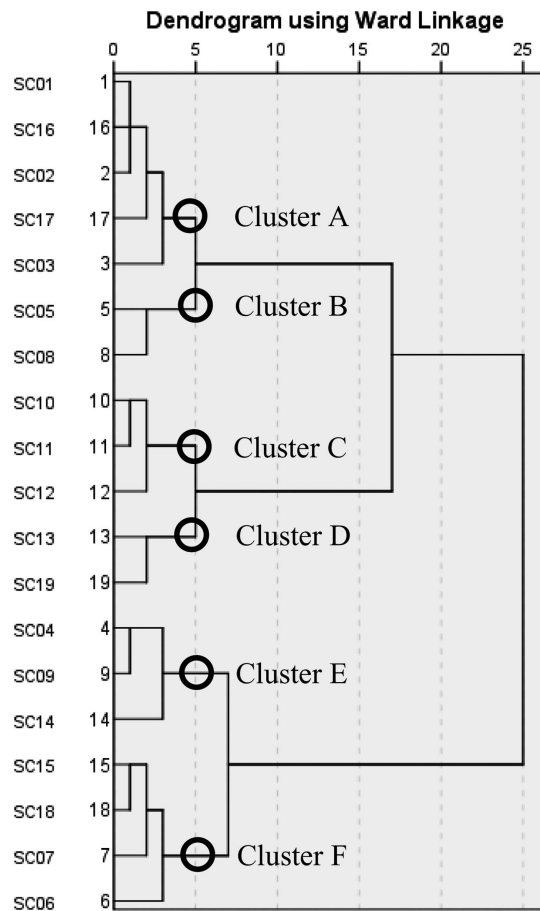 Dendrogram using Ward Linkage
0 5 10 15 20 25
SC01 1
SC16 16
SC02 2
SC17 17 Cluster A
SC03 3
SC05 5 Cluster B
SC08 8
SC10 10
SC11 11 Cluster C
SC12 12
SC13 13 Cluster D
SC19 19
SC04 4
SC09 9 Cluster E
SC14 14
SC15 15
SC18 18
SC07 7 Cluster F
SC06 6